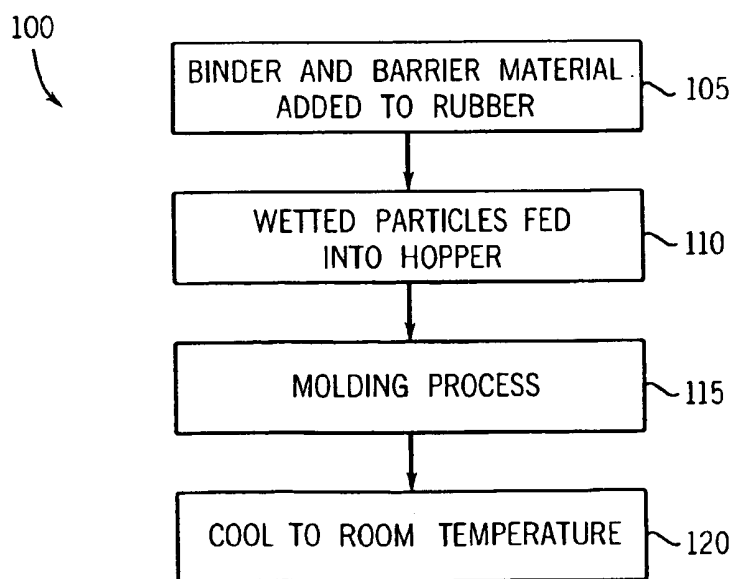 100
BINDER AND BARRIER MATERIAL
ADDED TO RUBBER
105
WETTED PARTICLES FED
INTO HOPPER
110
MOLDING PROCESS
115
COOL TO ROOM TEMPERATURE
120